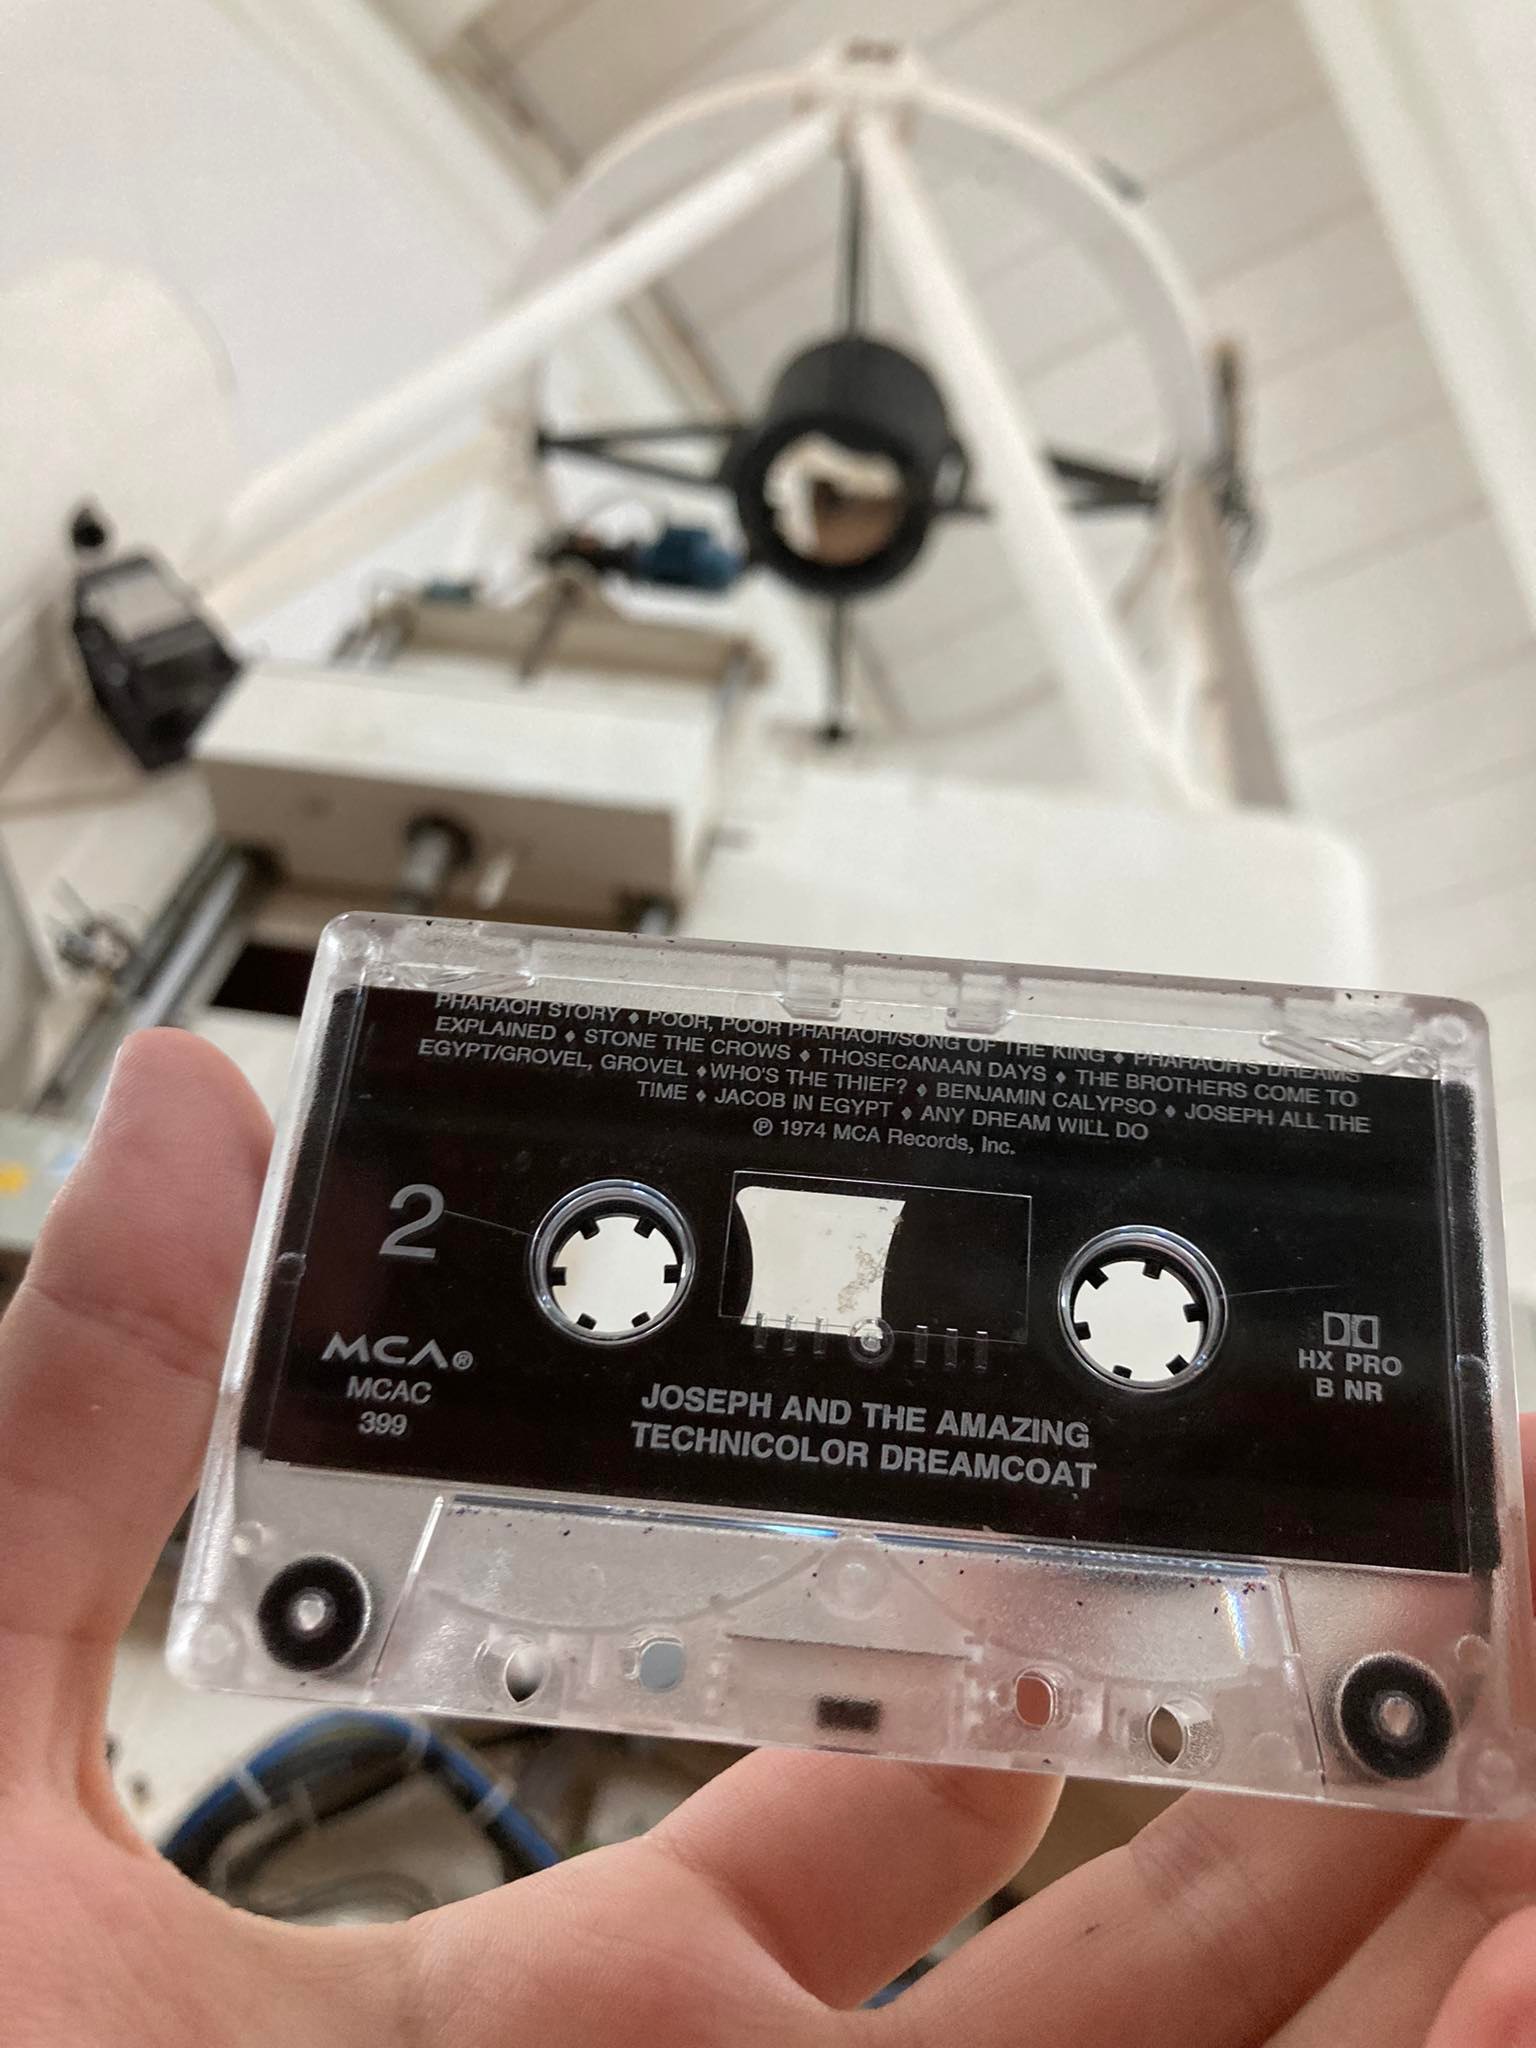 PHARAOH STORY ♦ POOR, POOR PHARAOH/SONG OF THE KING ♦ PHARAOH'S DREAMS
EXPLAINED ♦ STONE THE CROWS ♦ THOSECANAAN DAYS ♦ THE BROTHERS COME TO
EGYPT/GROVEL, GROVEL ♦WHO'S THE THIEF? ♦ BENJAMIN CALYPSO ♦ JOSEPH ALL THE
TIME ♦ JACOB IN EGYPT ♦ ANY DREAM WILL DO
℗ 1974 MCA Records, Inc.
2
MCA®
MCAC
399
HX PRO
B NR
JOSEPH AND THE AMAZING
TECHNICOLOR DREAMCOAT